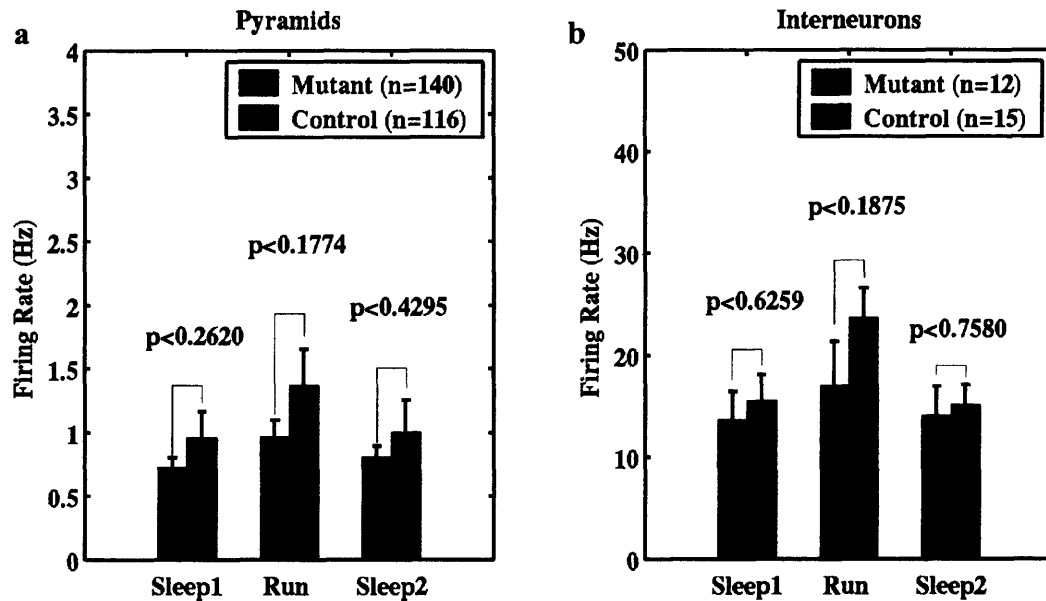 a
Pyramids
4
3.5
3
2.5
2
1.5
1
0.5
0
Firing Rate (Hz)
Mutant (n=140)
Control (n=116)
p<0.2620
p<0.1774
p<0.4295
Sleep1 Run Sleep2
b
Interneurons
50
40
30
20
10
0
Firing Rate (Hz)
Mutant (n=12)
Control (n=15)
p<0.6259
p<0.1875
p<0.7580
Sleep1 Run Sleep2